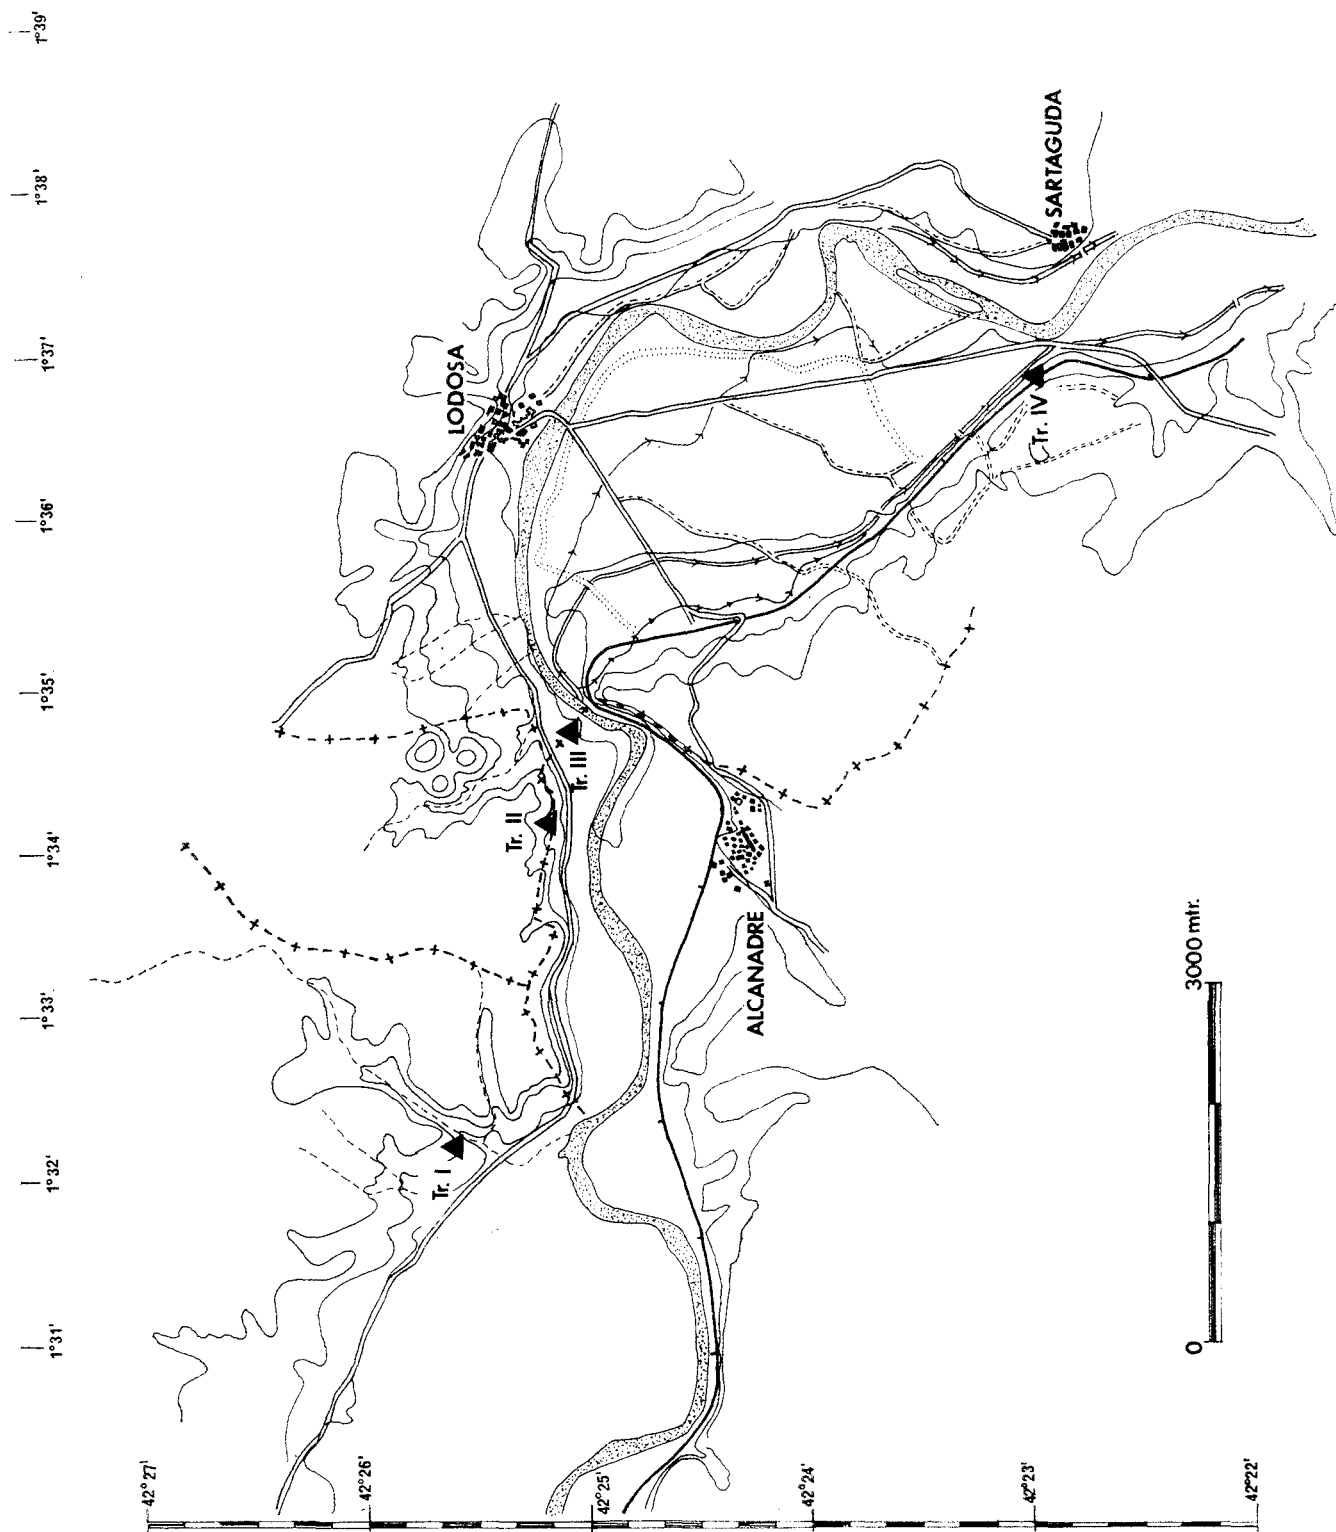 1°39'
1°38'
1°37'
1°36'
1°35'
1°34'
1°33'
1°32'
1°31'
42°27'
42°26'
42°25'
42°24'
42°23'
42°22'
LODOSA
SARTAGUDA
ALCANADRE
Tr. I
Tr. II
Tr. III
Tr. IV
0
3000 mtr.